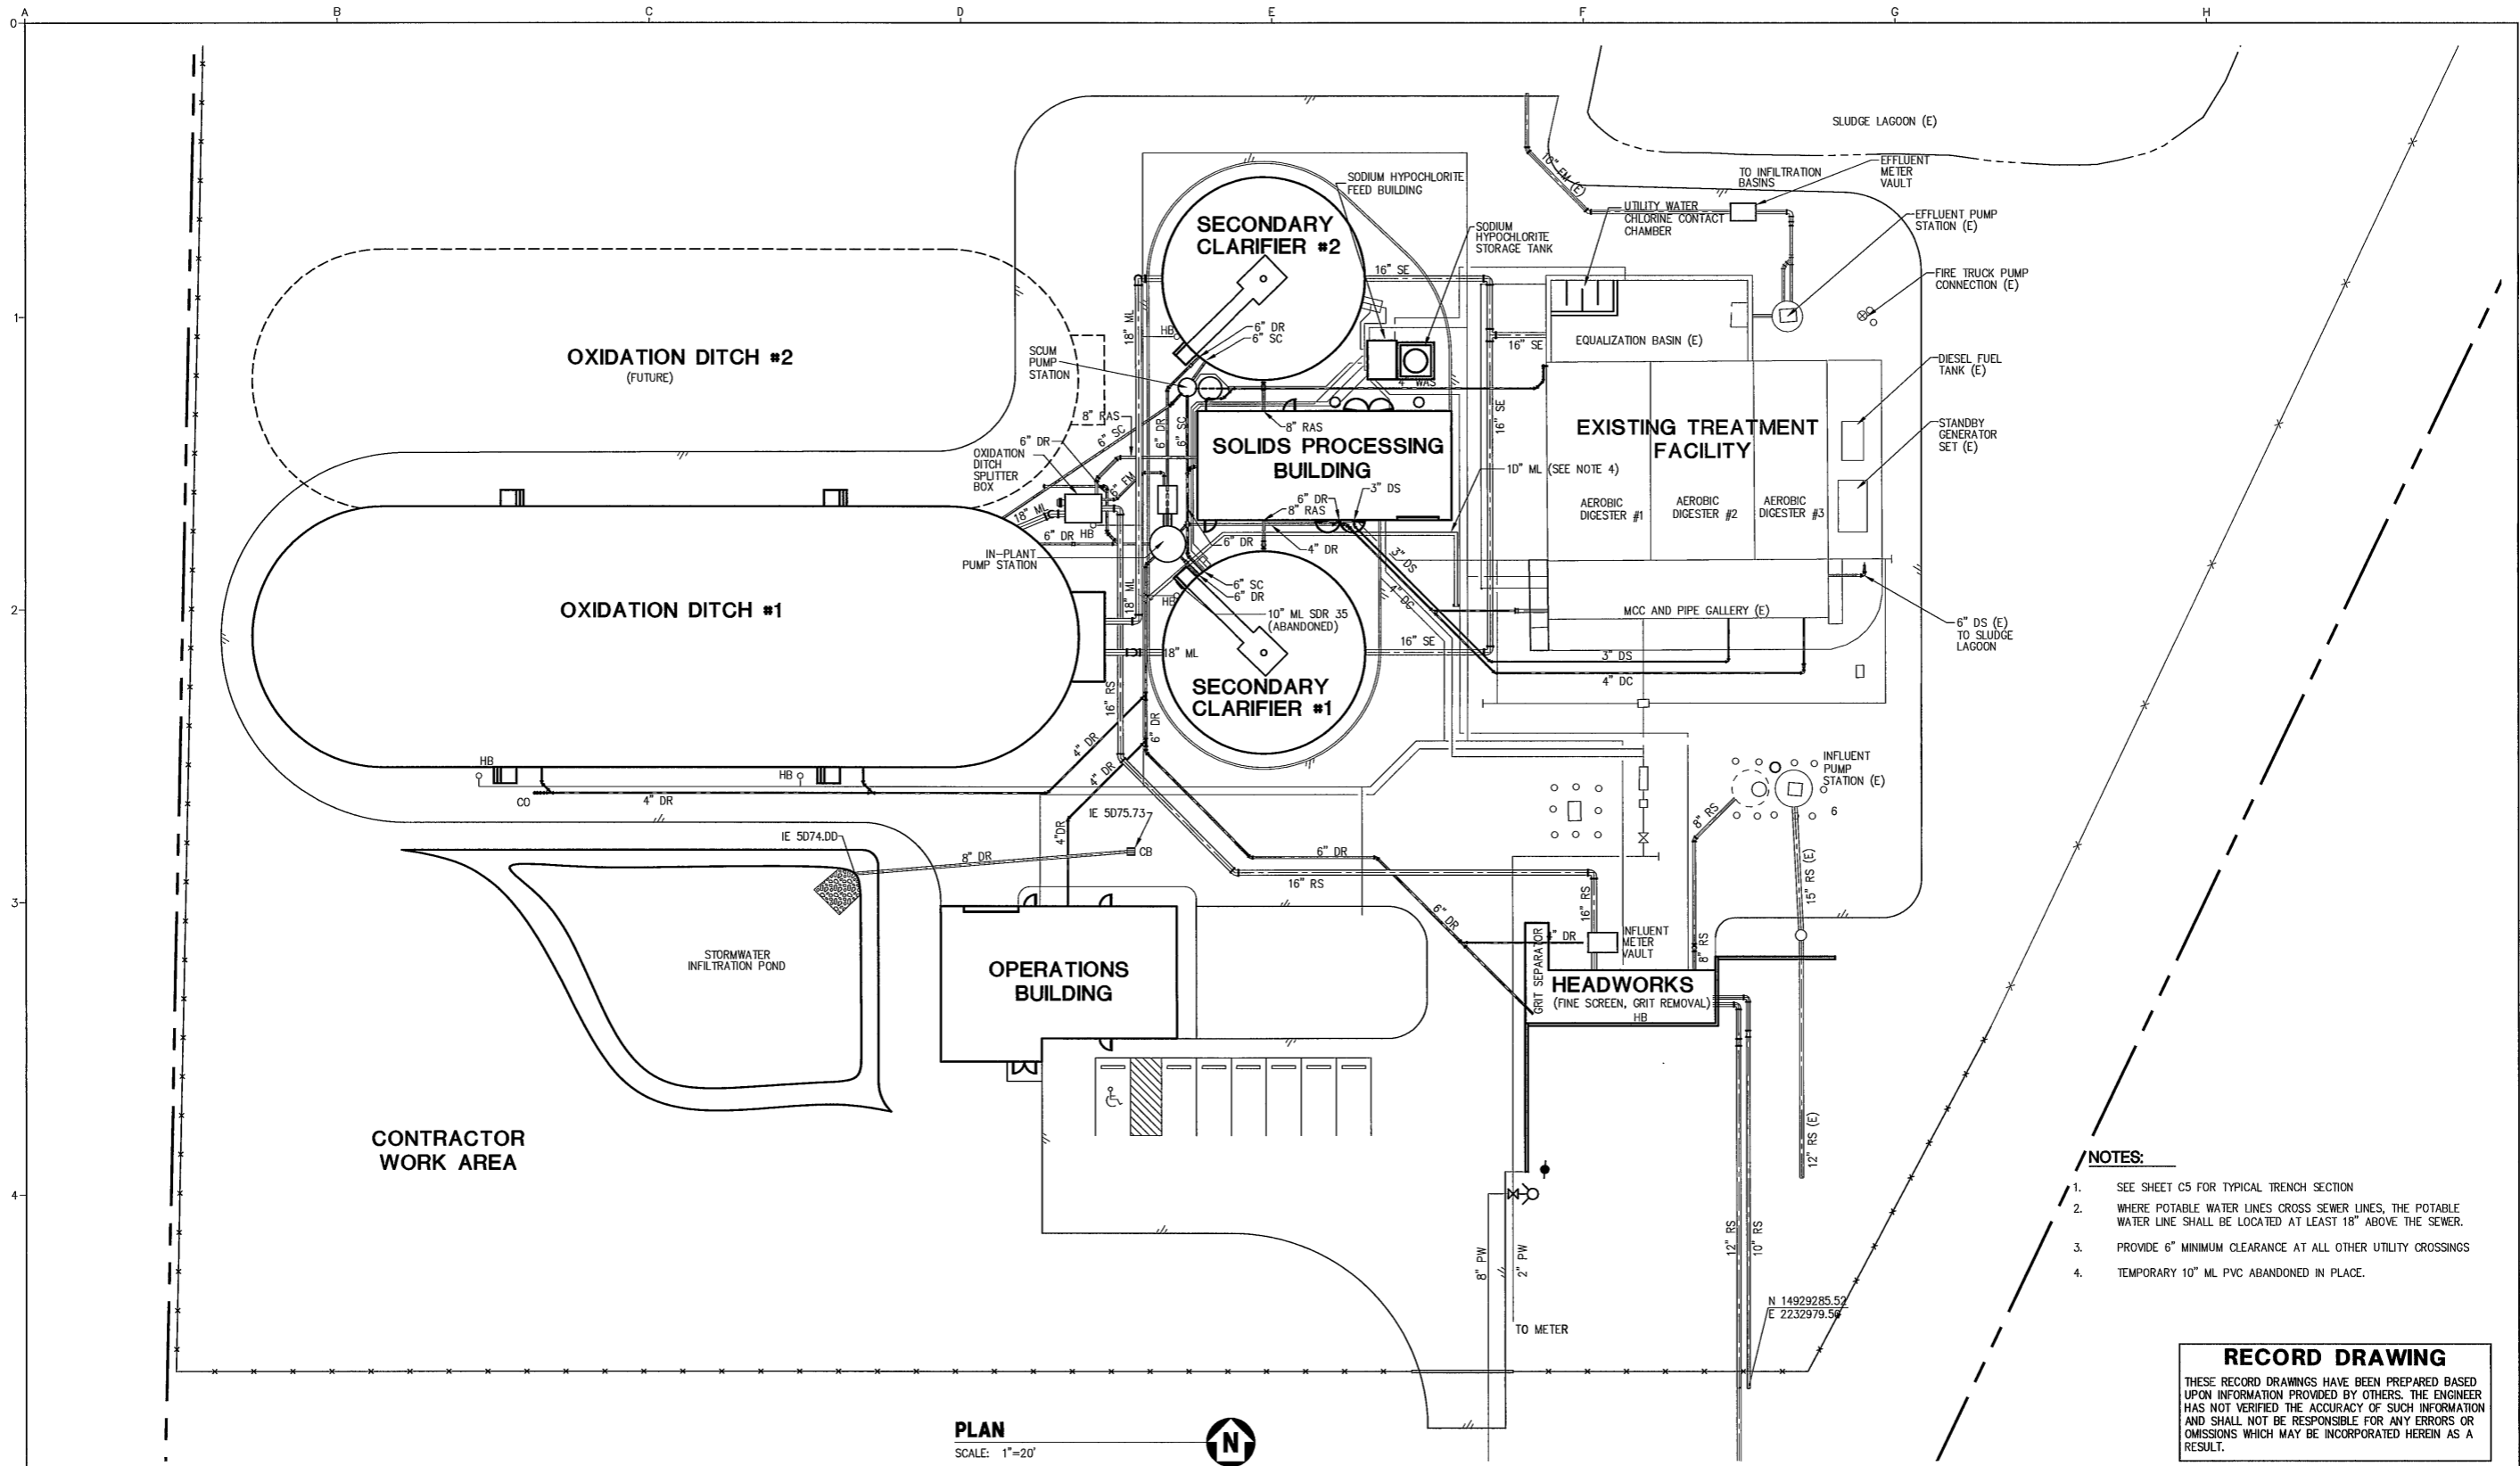 A
B
C
D
E
F
G
H
0
1
2
3
4
SLUDGE LAGOON (E)
10" FM (E)
TO INFILTRATION
BASINS
EFFLUENT
METER
VAULT
SODIUM HYPOCHLORITE
FEED BUILDING
UTILITY WATER
CHLORINE CONTACT
CHAMBER
EFFLUENT PUMP
STATION (E)
SECONDARY
CLARIFIER #2
SODIUM
HYPOCHLORITE
STORAGE TANK
16" SE
FIRE TRUCK PUMP
CONNECTION (E)
18" ML
HB
6" DR
6" SC
16" SE
EQUALIZATION BASIN (E)
OXIDATION DITCH #2
(FUTURE)
SCUM
PUMP
STATION
DIESEL FUEL
TANK (E)
4" WAS
8" RAS
6" SC
6" DR
6" SC
8" RAS
16" SE
EXISTING TREATMENT
FACILITY
STANDBY
GENERATOR
SET (E)
6" DR
OXIDATION
DITCH
SPLITTER
BOX
SOLIDS PROCESSING
BUILDING
10" ML (SEE NOTE 4)
6" FM
3" DS
6" DR
8" RAS
AEROBIC
DIGESTER #1
AEROBIC
DIGESTER #2
AEROBIC
DIGESTER #3
18" ML
6" DR
HB
6" DR
4" DR
IN-PLANT
PUMP STATION
3" DS
4" DC
18" ML
HB
6" SC
6" DR
10" ML SDR 35
(ABANDONED)
OXIDATION DITCH #1
MCC AND PIPE GALLERY (E)
6" DS (E)
TO SLUDGE
LAGOON
18" ML
16" SE
3" DS
4" DC
16" RS
SECONDARY
CLARIFIER #1
6" DR
4" DR
4" DR
HB
HB
CO
4" DR
INFLUENT
PUMP
STATION (E)
6
8" RS
IE 5074.00
IE 5075.73
4"DR
8" DR
CB
6" DR
16" RS
16" RS
15" RS (E)
6" DR
4" DR
INFLUENT
METER
VAULT
8" RS
GRIT SEPARATOR
STORMWATER
INFILTRATION POND
OPERATIONS
BUILDING
HEADWORKS
(FINE SCREEN, GRIT REMOVAL)
HB
CONTRACTOR
WORK AREA
12" RS (E)
12" RS
10" RS
8" PW
2" PW
N 14929285.52
E 2232979.56
TO METER
NOTES:
1. SEE SHEET C5 FOR TYPICAL TRENCH SECTION
2. WHERE POTABLE WATER LINES CROSS SEWER LINES, THE POTABLE
WATER LINE SHALL BE LOCATED AT LEAST 18" ABOVE THE SEWER.
3. PROVIDE 6" MINIMUM CLEARANCE AT ALL OTHER UTILITY CROSSINGS
4. TEMPORARY 10" ML PVC ABANDONED IN PLACE.
PLAN
SCALE: 1"=20'
N
RECORD DRAWING
THESE RECORD DRAWINGS HAVE BEEN PREPARED BASED
UPON INFORMATION PROVIDED BY OTHERS. THE ENGINEER
HAS NOT VERIFIED THE ACCURACY OF SUCH INFORMATION
AND SHALL NOT BE RESPONSIBLE FOR ANY ERRORS OR
OMISSIONS WHICH MAY BE INCORPORATED HEREIN AS A
RESULT.